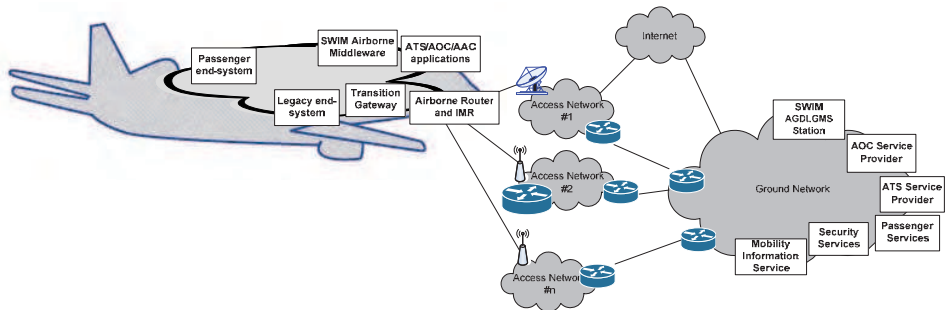 SWIM Airborne
Middleware
ATS/AOC/AAC
applications
Passenger
end-system
Legacy end-
system
Transition
Gateway
Airborne Router
and IMR
Internet
Access Network
#1
Access Network
#2
Access Network
#n
Ground Network
SWIM
AGDLGMS
Station
AOC Service
Provider
ATS Service
Provider
Passenger
Services
Security
Services
Mobility
Information
Service